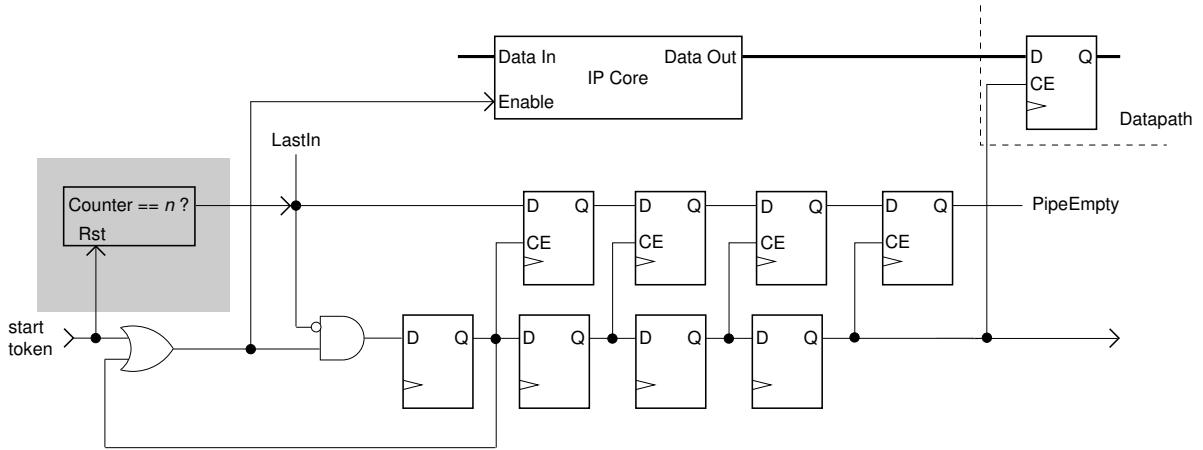 Data In
Data Out
IP Core
Enable
D
Q
CE
Datapath
LastIn
Counter == n ?
Rst
D
Q
CE
D
Q
CE
D
Q
CE
D
Q
CE
PipeEmpty
start
token
D
Q
D
Q
D
Q
D
Q